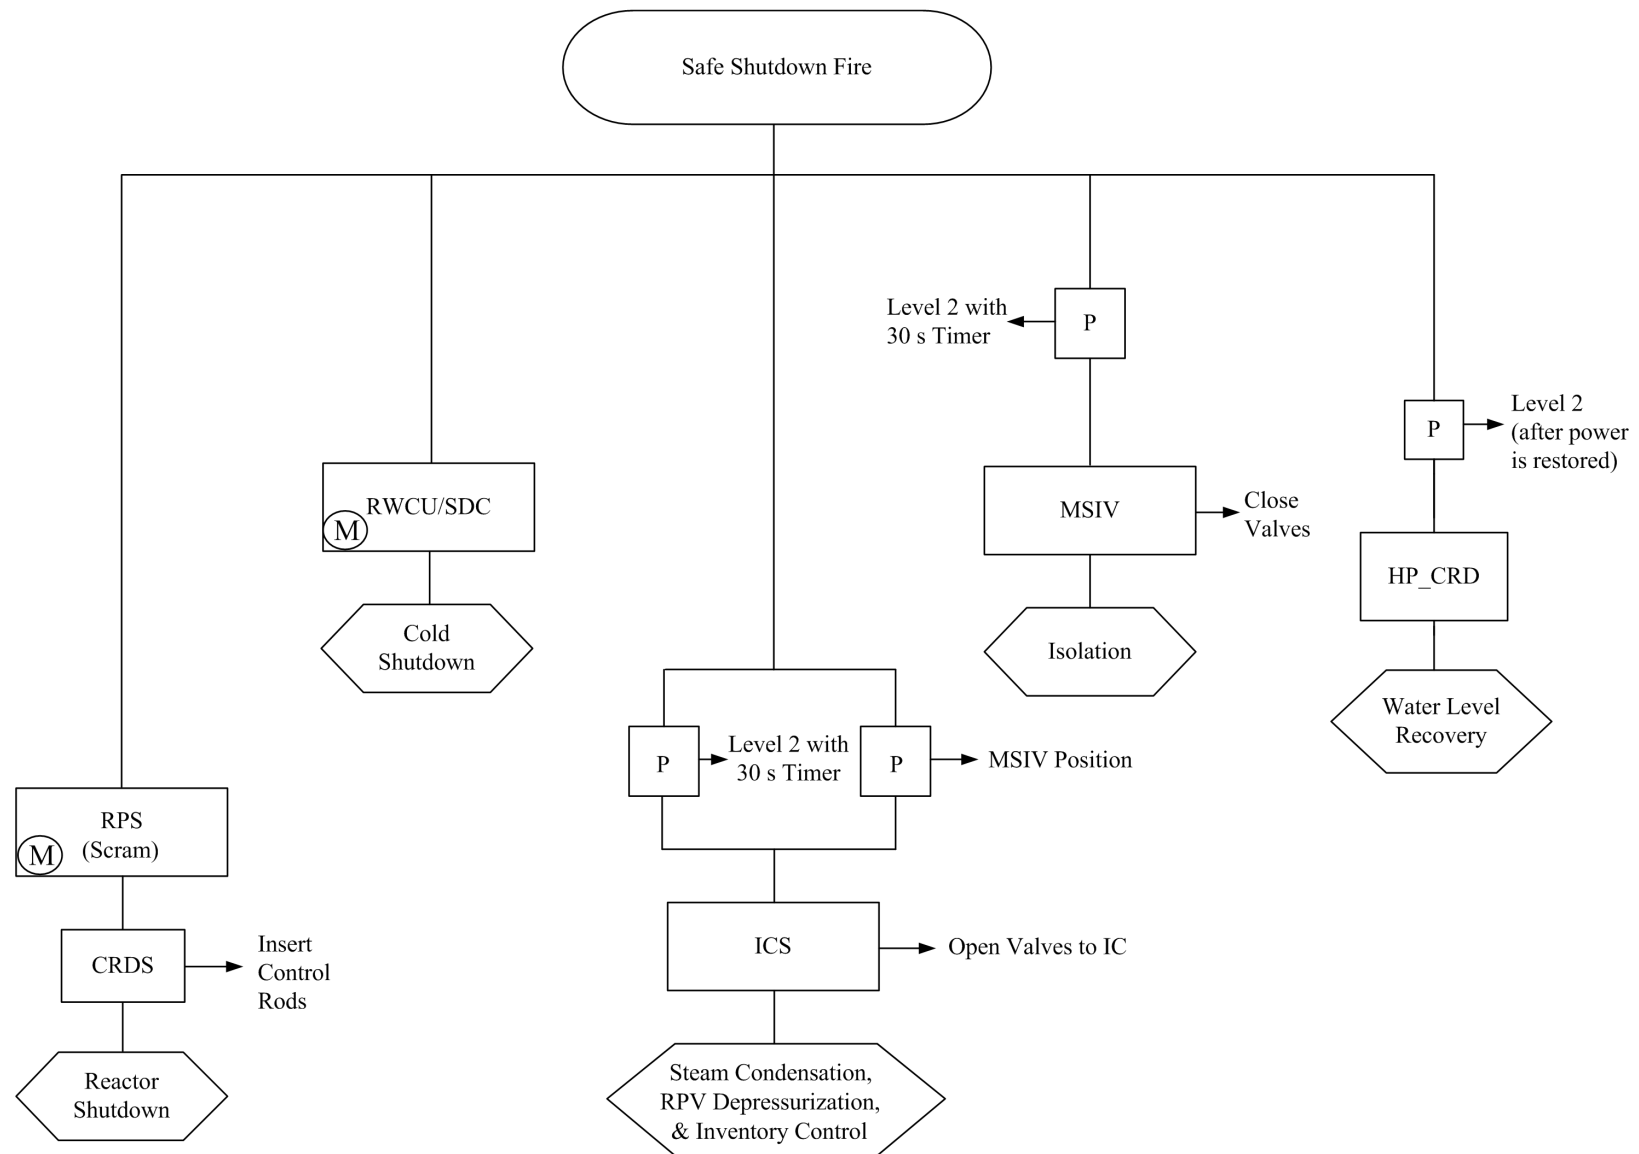 Safe Shutdown Fire
Level 2 with
30 s Timer
P
P
Level 2
(after power
is restored)
RWCU/SDC
M
MSIV
Close
Valves
HP_CRD
Cold
Shutdown
Isolation
Water Level
Recovery
P
Level 2 with
30 s Timer
P
MSIV Position
RPS
(Scram)
M
CRDS
Insert
Control
Rods
ICS
Open Valves to IC
Reactor
Shutdown
Steam Condensation,
RPV Depressurization,
& Inventory Control